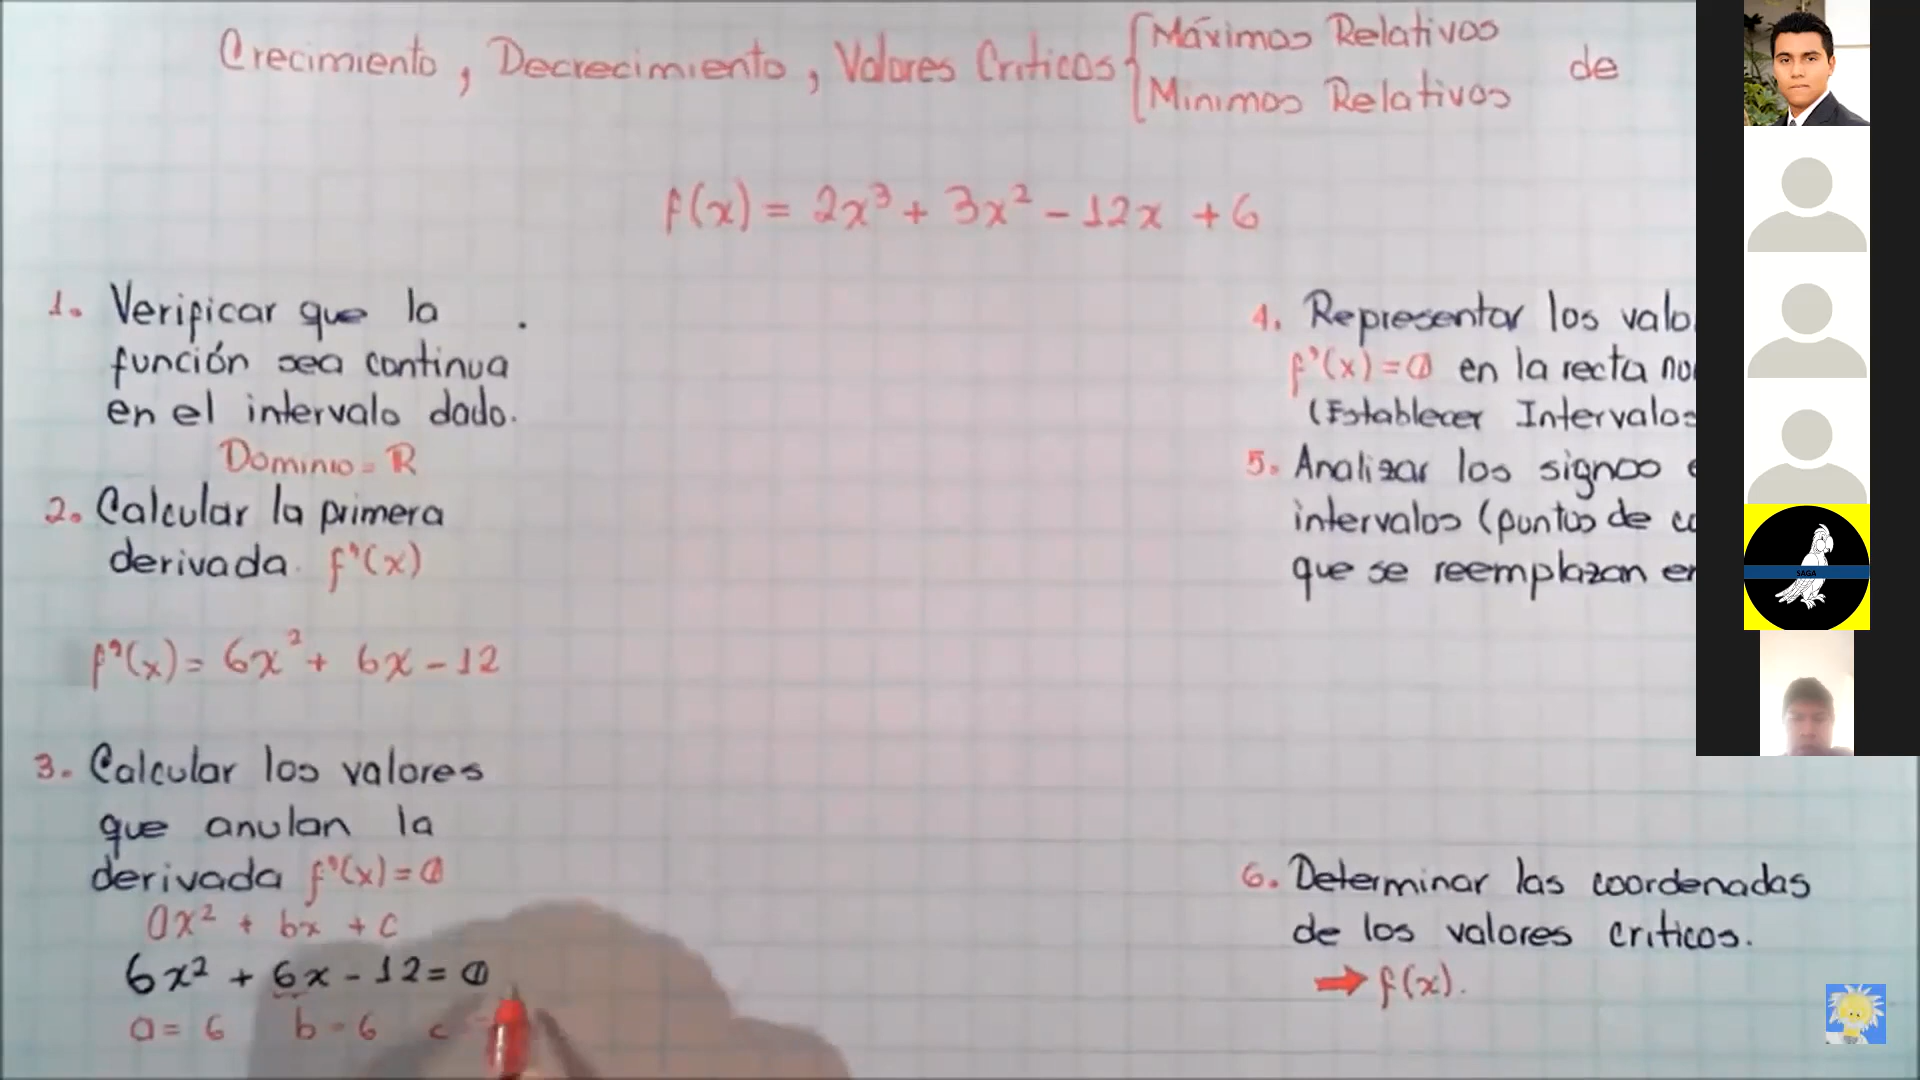 Crecimiento, Decrecimiento, Valores Criticos { Máximos Relativos
Minimos Relativos
de
f(x) = 2x³ + 3x² - 12x + 6
1. Verificar que la
función sea continua
en el intervalo dado.
Dominio = R
2. Calcular la primera
derivada. f'(x)
f'(x) = 6x² + 6x - 12
3. Calcular los valores
que anulan la
derivada f'(x) = 0
ax² + bx + c
6x² + 6x - 12 = 0
a = 6 b = 6 c
4. Representar los valo
f'(x) = 0 en la recta
(Establecer Intervalos
5. Analizar los signos
intervalos (puntos de
que se reemplazan en
6. Determinar las coordenadas
de los valores criticos.
➡ f(x).
SAGA